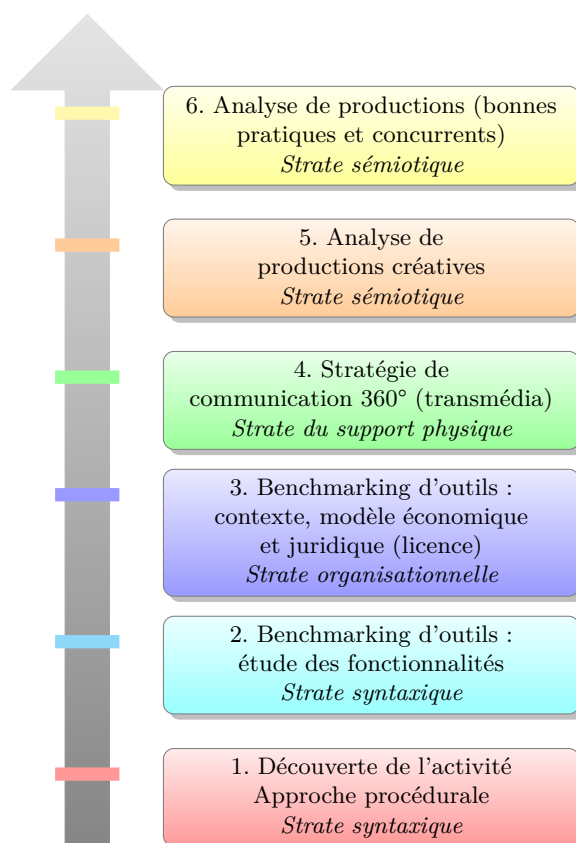 6. Analyse de productions (bonnes
pratiques et concurrents)
Strate sémiotique
5. Analyse de
productions créatives
Strate sémiotique
4. Stratégie de
communication 360° (transmédia)
Strate du support physique
3. Benchmarking d'outils :
contexte, modèle économique
et juridique (licence)
Strate organisationnelle
2. Benchmarking d'outils :
étude des fonctionnalités
Strate syntaxique
1. Découverte de l'activité
Approche procédurale
Strate syntaxique